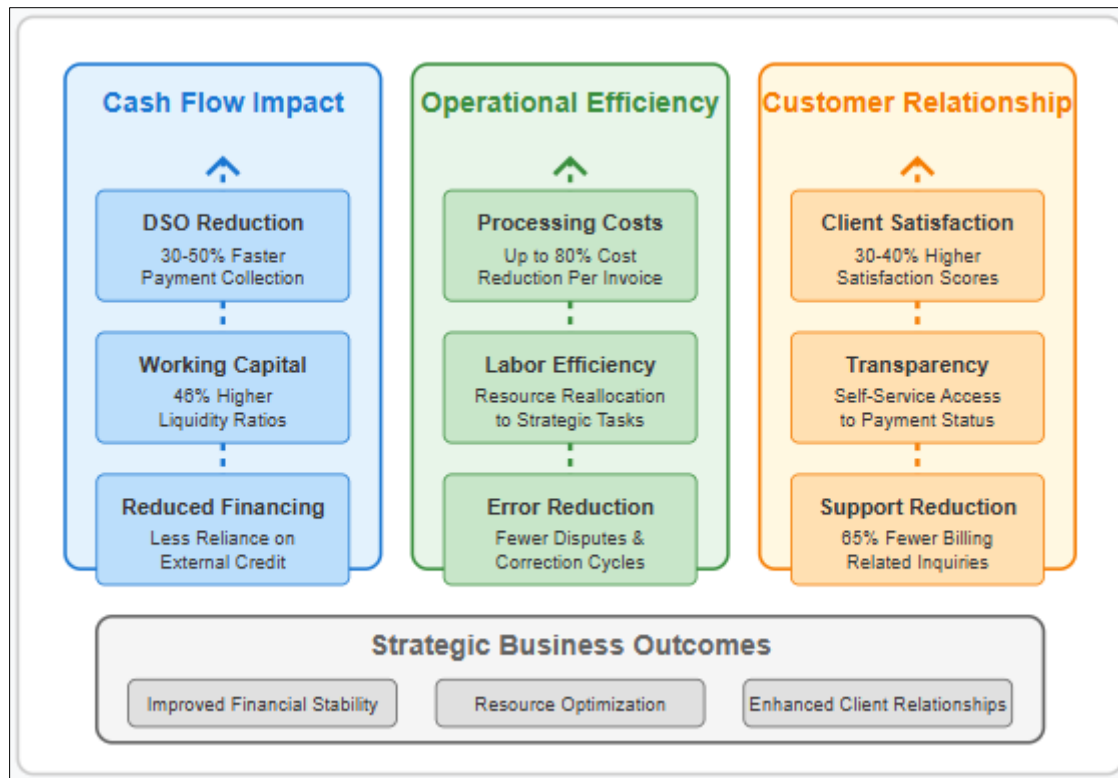 Cash Flow Impact
DSO Reduction
30-50% Faster
Payment Collection
Working Capital
46% Higher
Liquidity Ratios
Reduced Financing
Less Reliance on
External Credit
Operational Efficiency
Processing Costs
Up to 80% Cost
Reduction Per Invoice
Labor Efficiency
Resource Reallocation
to Strategic Tasks
Error Reduction
Fewer Disputes &
Correction Cycles
Customer Relationship
Client Satisfaction
30-40% Higher
Satisfaction Scores
Transparency
Self-Service Access
to Payment Status
Support Reduction
65% Fewer Billing
Related Inquiries
Strategic Business Outcomes
Improved Financial Stability
Resource Optimization
Enhanced Client Relationships